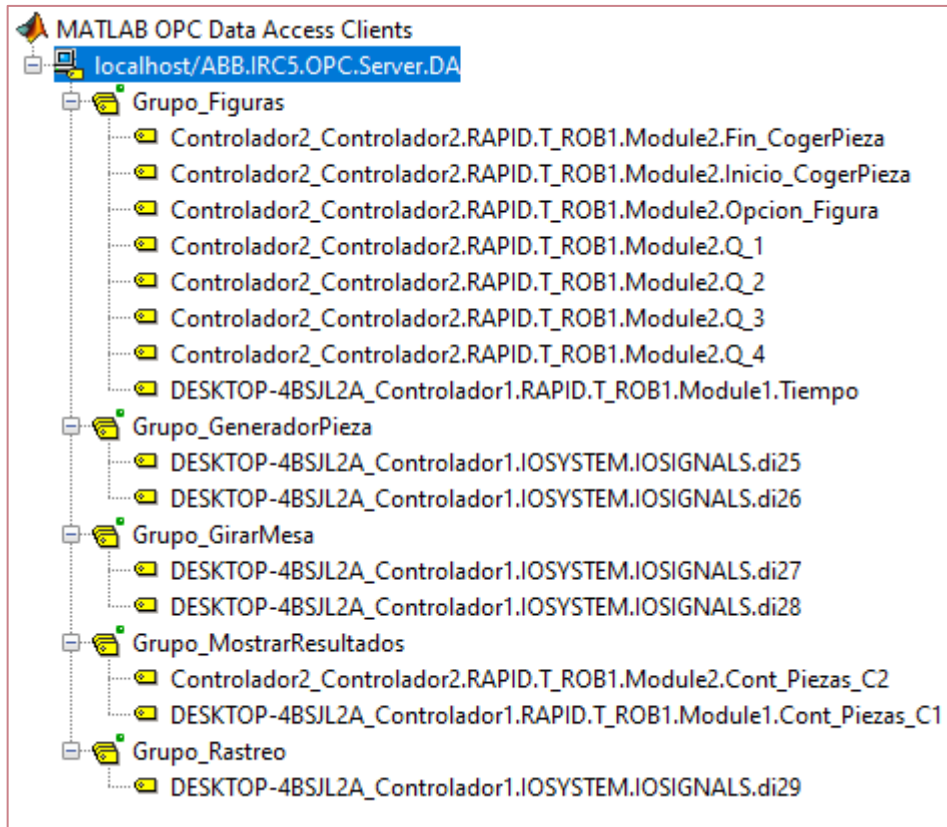 MATLAB OPC Data Access Clients
localhost/ABB.IRC5.OPC.Server.DA
Grupo_Figuras
Controlador2_Controlador2.RAPID.T_ROB1.Module2.Fin_CogerPieza
Controlador2_Controlador2.RAPID.T_ROB1.Module2.Inicio_CogerPieza
Controlador2_Controlador2.RAPID.T_ROB1.Module2.Opcion_Figura
Controlador2_Controlador2.RAPID.T_ROB1.Module2.Q_1
Controlador2_Controlador2.RAPID.T_ROB1.Module2.Q_2
Controlador2_Controlador2.RAPID.T_ROB1.Module2.Q_3
Controlador2_Controlador2.RAPID.T_ROB1.Module2.Q_4
DESKTOP-4BSJL2A_Controlador1.RAPID.T_ROB1.Module1.Tiempo
Grupo_GeneradorPieza
DESKTOP-4BSJL2A_Controlador1.IOSYSTEM.IOSIGNALS.di25
DESKTOP-4BSJL2A_Controlador1.IOSYSTEM.IOSIGNALS.di26
Grupo_GirarMesa
DESKTOP-4BSJL2A_Controlador1.IOSYSTEM.IOSIGNALS.di27
DESKTOP-4BSJL2A_Controlador1.IOSYSTEM.IOSIGNALS.di28
Grupo_MostrarResultados
Controlador2_Controlador2.RAPID.T_ROB1.Module2.Cont_Piezas_C2
DESKTOP-4BSJL2A_Controlador1.RAPID.T_ROB1.Module1.Cont_Piezas_C1
Grupo_Rastreo
DESKTOP-4BSJL2A_Controlador1.IOSYSTEM.IOSIGNALS.di29